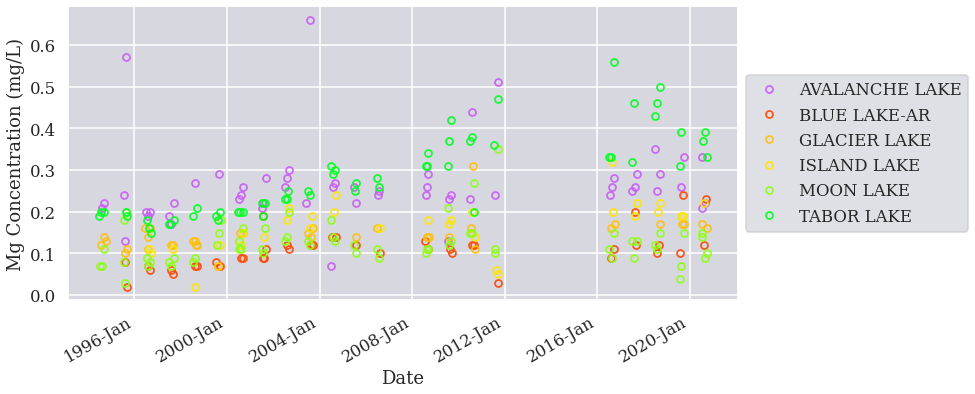 Mg Concentration (mg/L)
0.6
0.5
0.4
0.3
0.2
0.1
0.0
1996-Jan
2000-Jan
2004-Jan
2008-Jan
2012-Jan
2016-Jan
2020-Jan
Date
AVALANCHE LAKE
BLUE LAKE-AR
GLACIER LAKE
ISLAND LAKE
MOON LAKE
TABOR LAKE